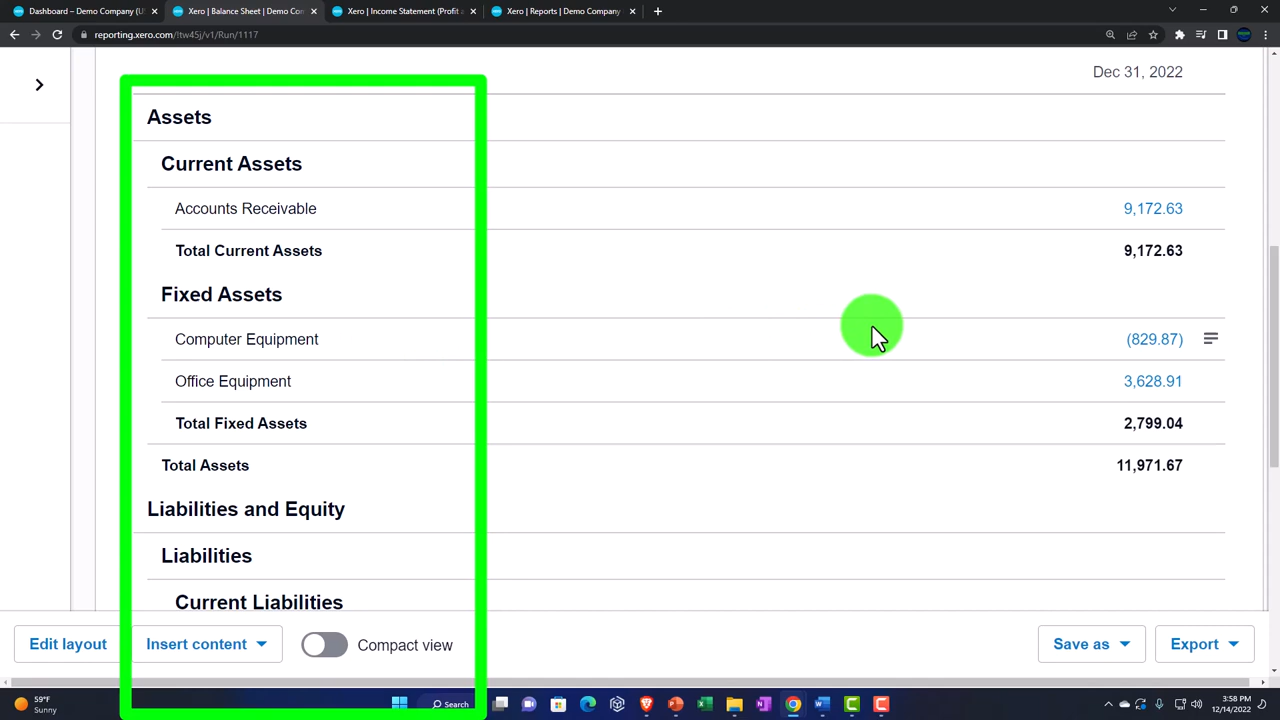 Dashboard – Demo Company (U
Xero | Balance Sheet | Demo Con
Xero | Income Statement (Profit a
Xero | Reports | Demo Company
reporting.xero.com/!tw45j/v1/Run/1117
Dec 31, 2022
Assets
Current Assets
Accounts Receivable 9,172.63
Total Current Assets 9,172.63
Fixed Assets
Computer Equipment (829.87)
Office Equipment 3,628.91
Total Fixed Assets 2,799.04
Total Assets 11,971.67
Liabilities and Equity
Liabilities
Current Liabilities
Edit layout Insert content Compact view Save as Export
59°F
Sunny
Search
3:58 PM
12/14/2022